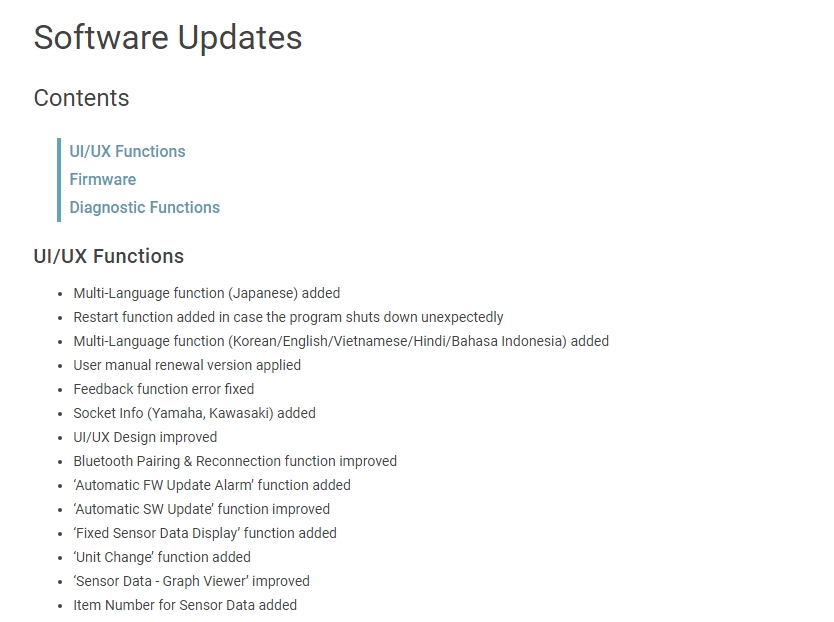 Software Updates
Contents
UI/UX Functions
Firmware
Diagnostic Functions
UI/UX Functions
• Multi-Language function (Japanese) added
• Restart function added in case the program shuts down unexpectedly
• Multi-Language function (Korean/English/Vietnamese/Hindi/Bahasa Indonesia) added
• User manual renewal version applied
• Feedback function error fixed
• Socket Info (Yamaha, Kawasaki) added
• UI/UX Design improved
• Bluetooth Pairing & Reconnection function improved
• ‘Automatic FW Update Alarm’ function added
• ‘Automatic SW Update’ function improved
• ‘Fixed Sensor Data Display’ function added
• ‘Unit Change’ function added
• ‘Sensor Data - Graph Viewer’ improved
• Item Number for Sensor Data added